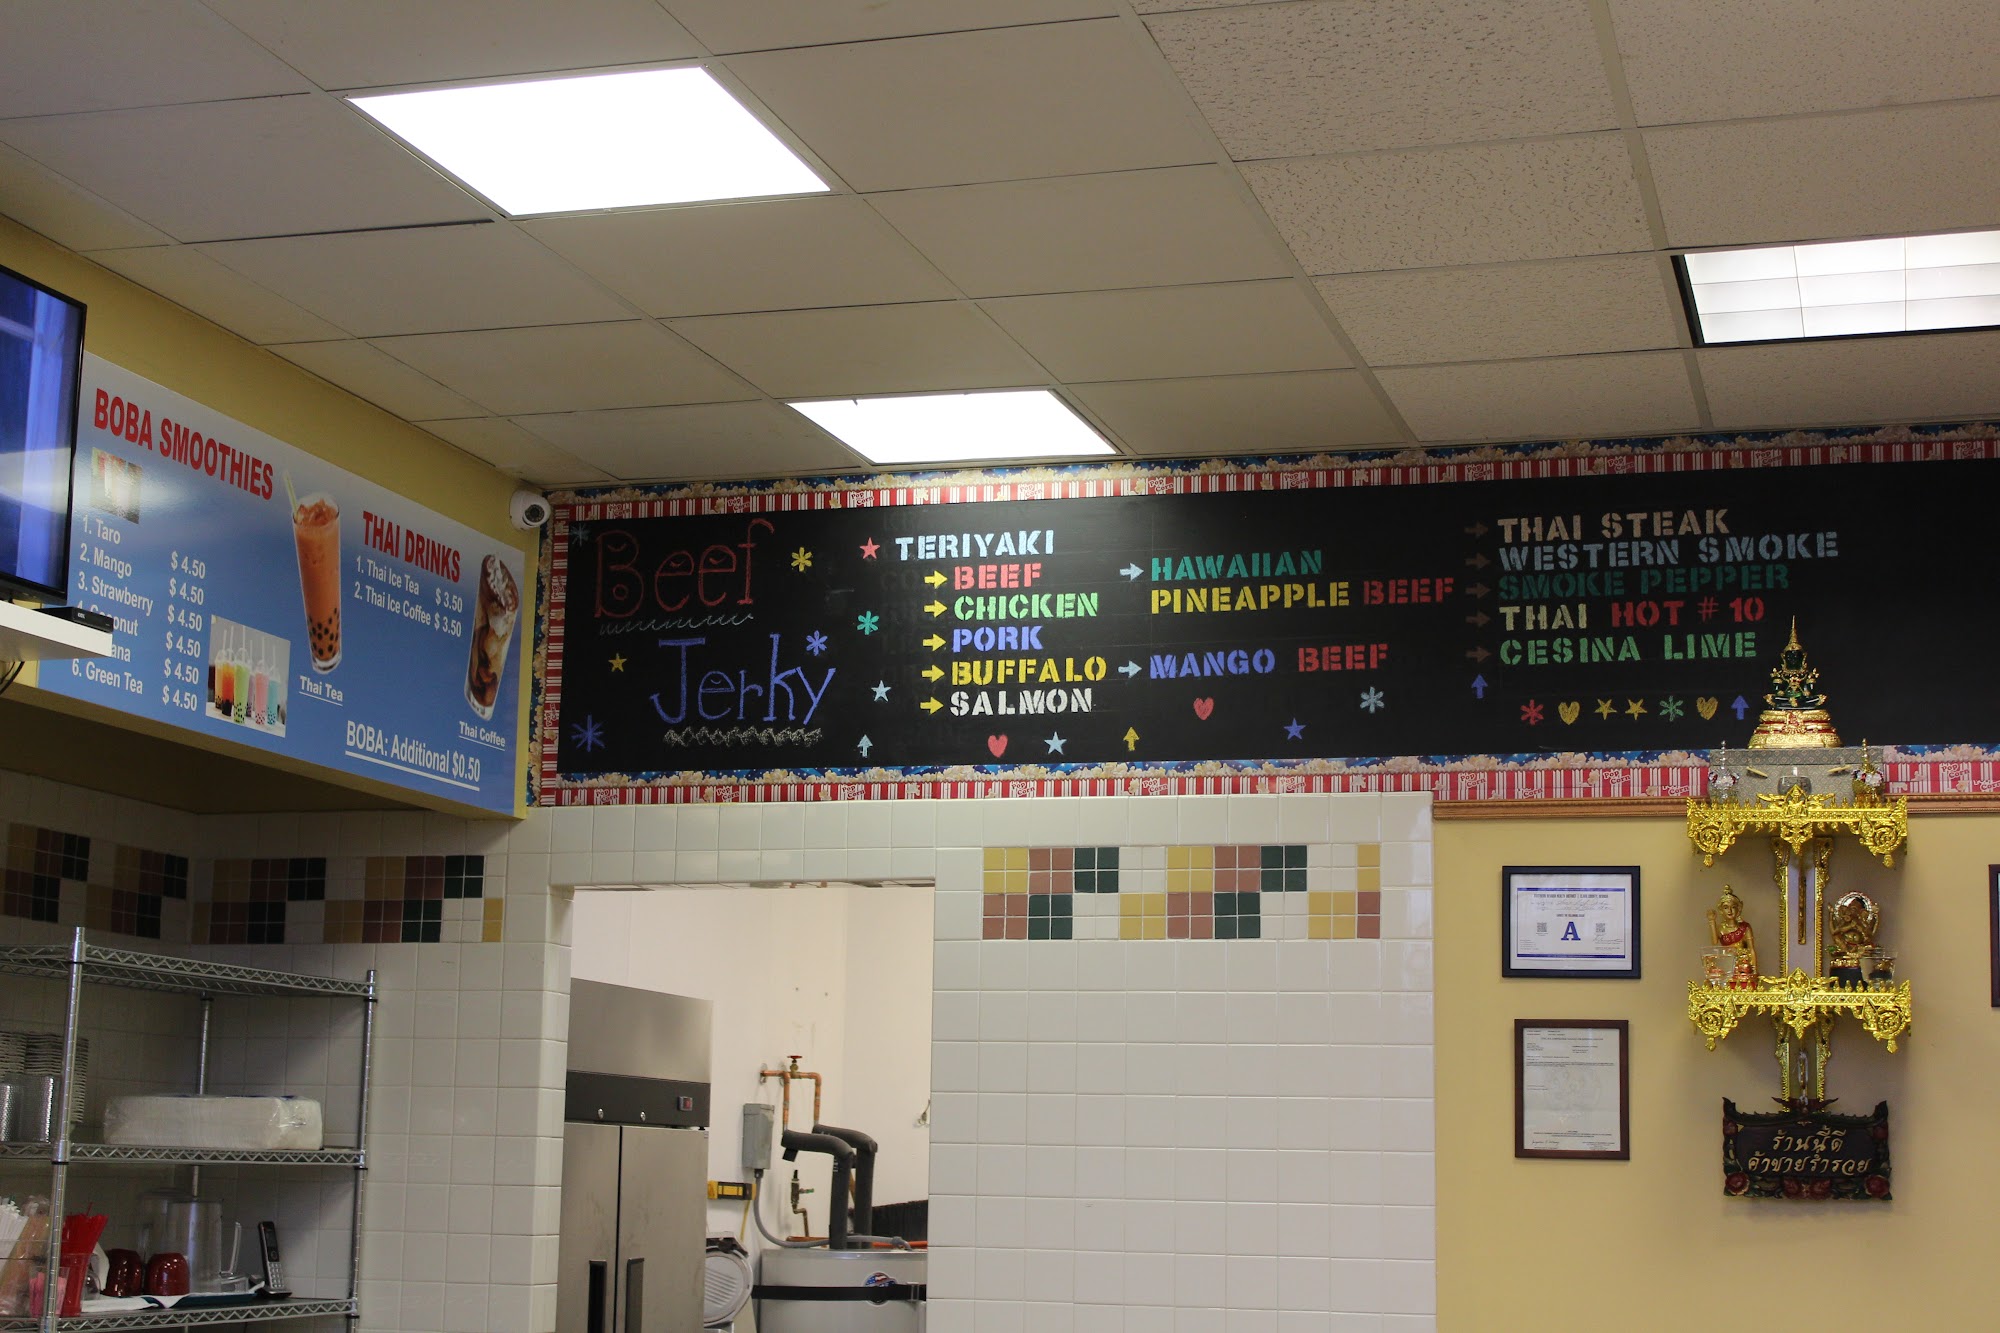 BOBA SMOOTHIES
1. Taro $ 4.50
2. Mango $ 4.50
3. Strawberry $ 4.50
$ 4.50
$ 4.50
6. Green Tea $ 4.50
Thai Tea
THAI DRINKS
1. Thai Ice Tea $ 3.50
2. Thai Ice Coffee $ 3.50
Thai Coffee
BOBA: Additional $0.50
Beef
Jerky
TERIYAKI
BEEF
CHICKEN
PORK
BUFFALO
SALMON
HAWAIIAN
PINEAPPLE BEEF
MANGO BEEF
THAI STEAK
WESTERN SMOKE
SMOKE PEPPER
THAI HOT # 10
CESINA LIME
A
ร้านนี้ดี
ค้าขายร่ำรวย